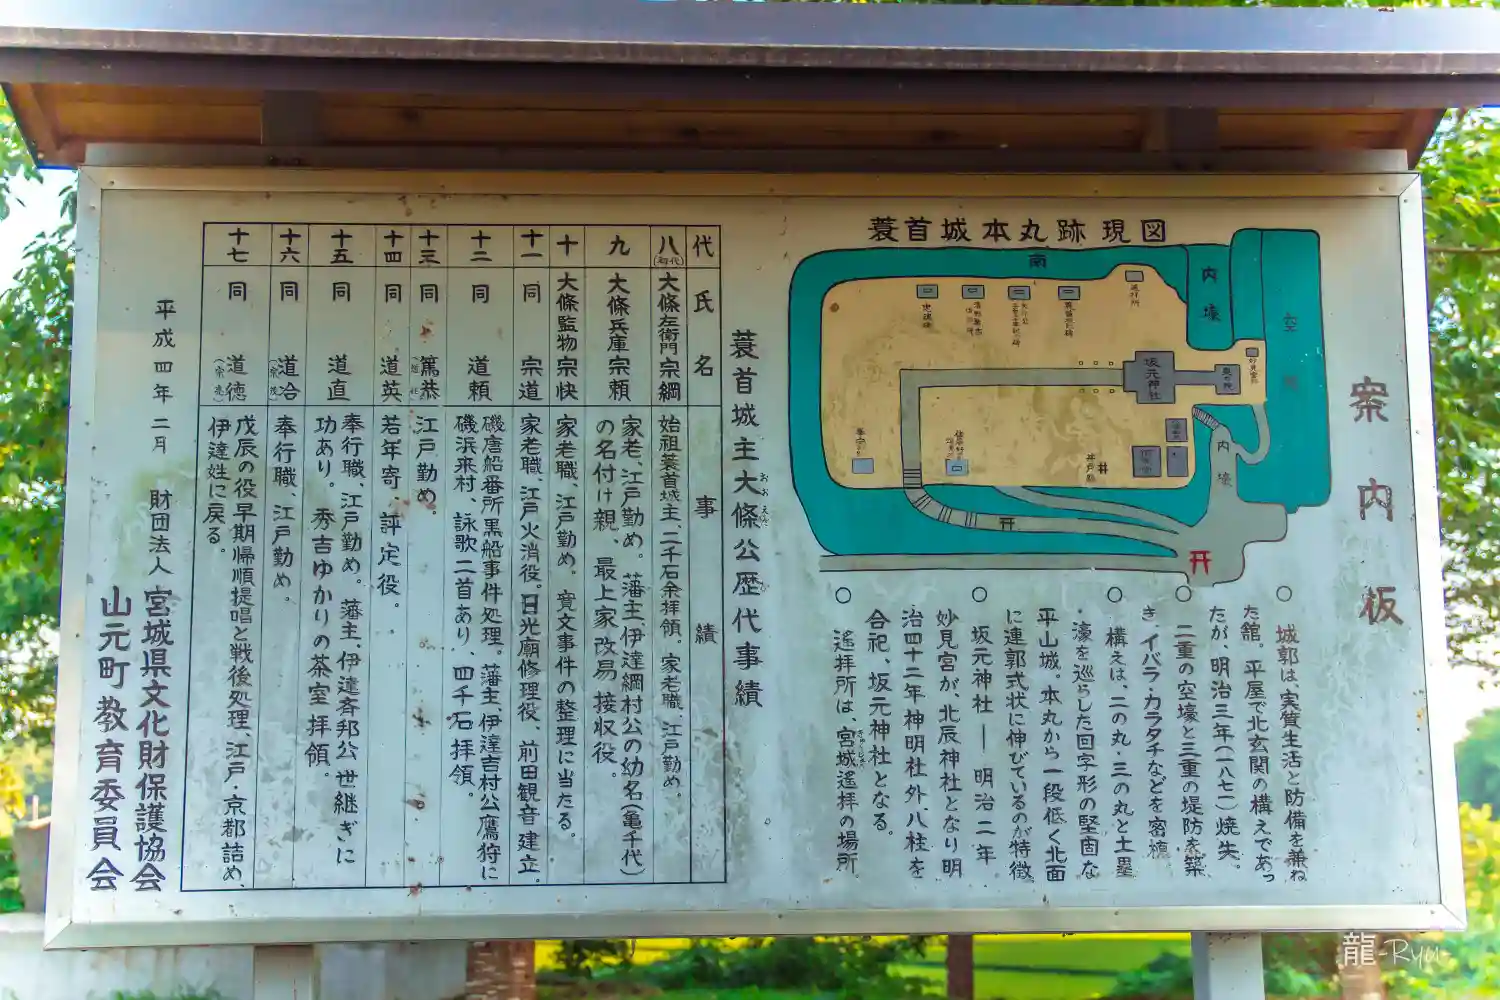 案内板
蓑首城本丸跡現図
南
内壕
空壕
遥拝所
坂元神社
奥の院
内壕
井戸跡
○ 城郭は、実質生活と防備を兼ね
た舘。平屋で北玄関の構えであっ
たが、明治三年(一八七一)焼失。
○ 二重の空壕と三重の堤防を築
き イバラ・カラタチなどを密植。
○ 構えは、二の丸・三の丸と土塁
・濠を巡らした回字形の堅固な
平山城。本丸から一段低く北面
に連郭式状に伸びているのが特徴
○ 坂元神社 ― 明治二年
妙見宮が、北辰神社となり明
治四十二年神明社外、八柱を
合祀、坂元神社となる。
○ 遙拝所は、宮城遙拝の場所。
蓑首城主大條公歴代事績
代 氏名 事績
八(初代) 大條左衛門宗綱 始祖蓑首城主、二千石余拝領。家老職、江戸勤め。
九 大條兵庫宗頼 家老、江戸勤め。藩主伊達綱村公の幼名(亀千代)
の名付け親、最上家改易接収役。
十 大條監物宗快 家老職、江戸勤め。寛文事件の整理に当たる。
十一 同 宗道 家老職、江戸火消役。日光廟修理役、前田観音建立。
十二 同 道頼 磯唐船番所黒船事件処理。藩主、伊達吉村公鷹狩に
磯浜来村、詠歌二首あり、四千石拝領。
十三 同 篤恭 江戸勤め。
十四 同 道英 若年寄、評定役。
十五 同 道直 奉行職、江戸勤め。藩主、伊達斉邦公世継ぎに
功あり。秀吉ゆかりの茶室拝領。
十六 同 道冾 奉行職、江戸勤め。
十七 同 道徳 戊辰の役早期帰順提唱と戦後処理、江戸・京都詰め、
伊達姓に戻る。
平成四年二月
財団法人 宮城県文化財保護協会
山元町教育委員会
龍-Ryu